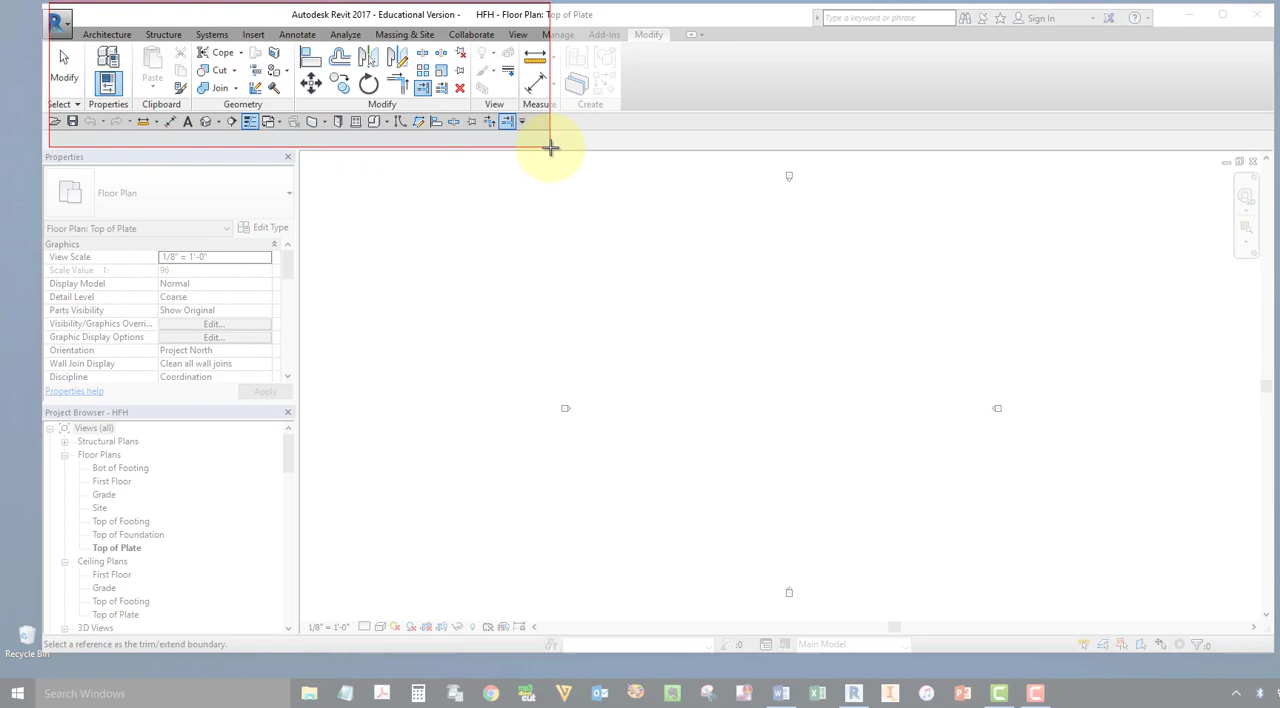 Autodesk Revit 2017 - Educational Version - HFH - Floor Plan: Top of Plate
Type a keyword or phrase
Sign In
Architecture Structure Systems Insert Annotate Analyze Massing & Site Collaborate View Manage Add-Ins Modify
Modify
Paste
Cope
Cut
Join
Select Properties Clipboard Geometry Modify View Measure Create
Properties
Floor Plan
Floor Plan: Top of Plate Edit Type
Graphics
View Scale 1/8" = 1'-0"
Scale Value 1: 96
Display Model Normal
Detail Level Coarse
Parts Visibility Show Original
Visibility/Graphics Overri... Edit...
Graphic Display Options Edit...
Orientation Project North
Wall Join Display Clean all wall joins
Discipline Coordination
Properties help Apply
Project Browser - HFH
Views (all)
Structural Plans
Floor Plans
Bot of Footing
First Floor
Grade
Site
Top of Footing
Top of Foundation
Top of Plate
Ceiling Plans
First Floor
Grade
Top of Footing
Top of Plate
3D Views
1/8" = 1'-0"
Select a reference as the trim/extend boundary. :0 Main Model :0
Recycle Bin
Search Windows